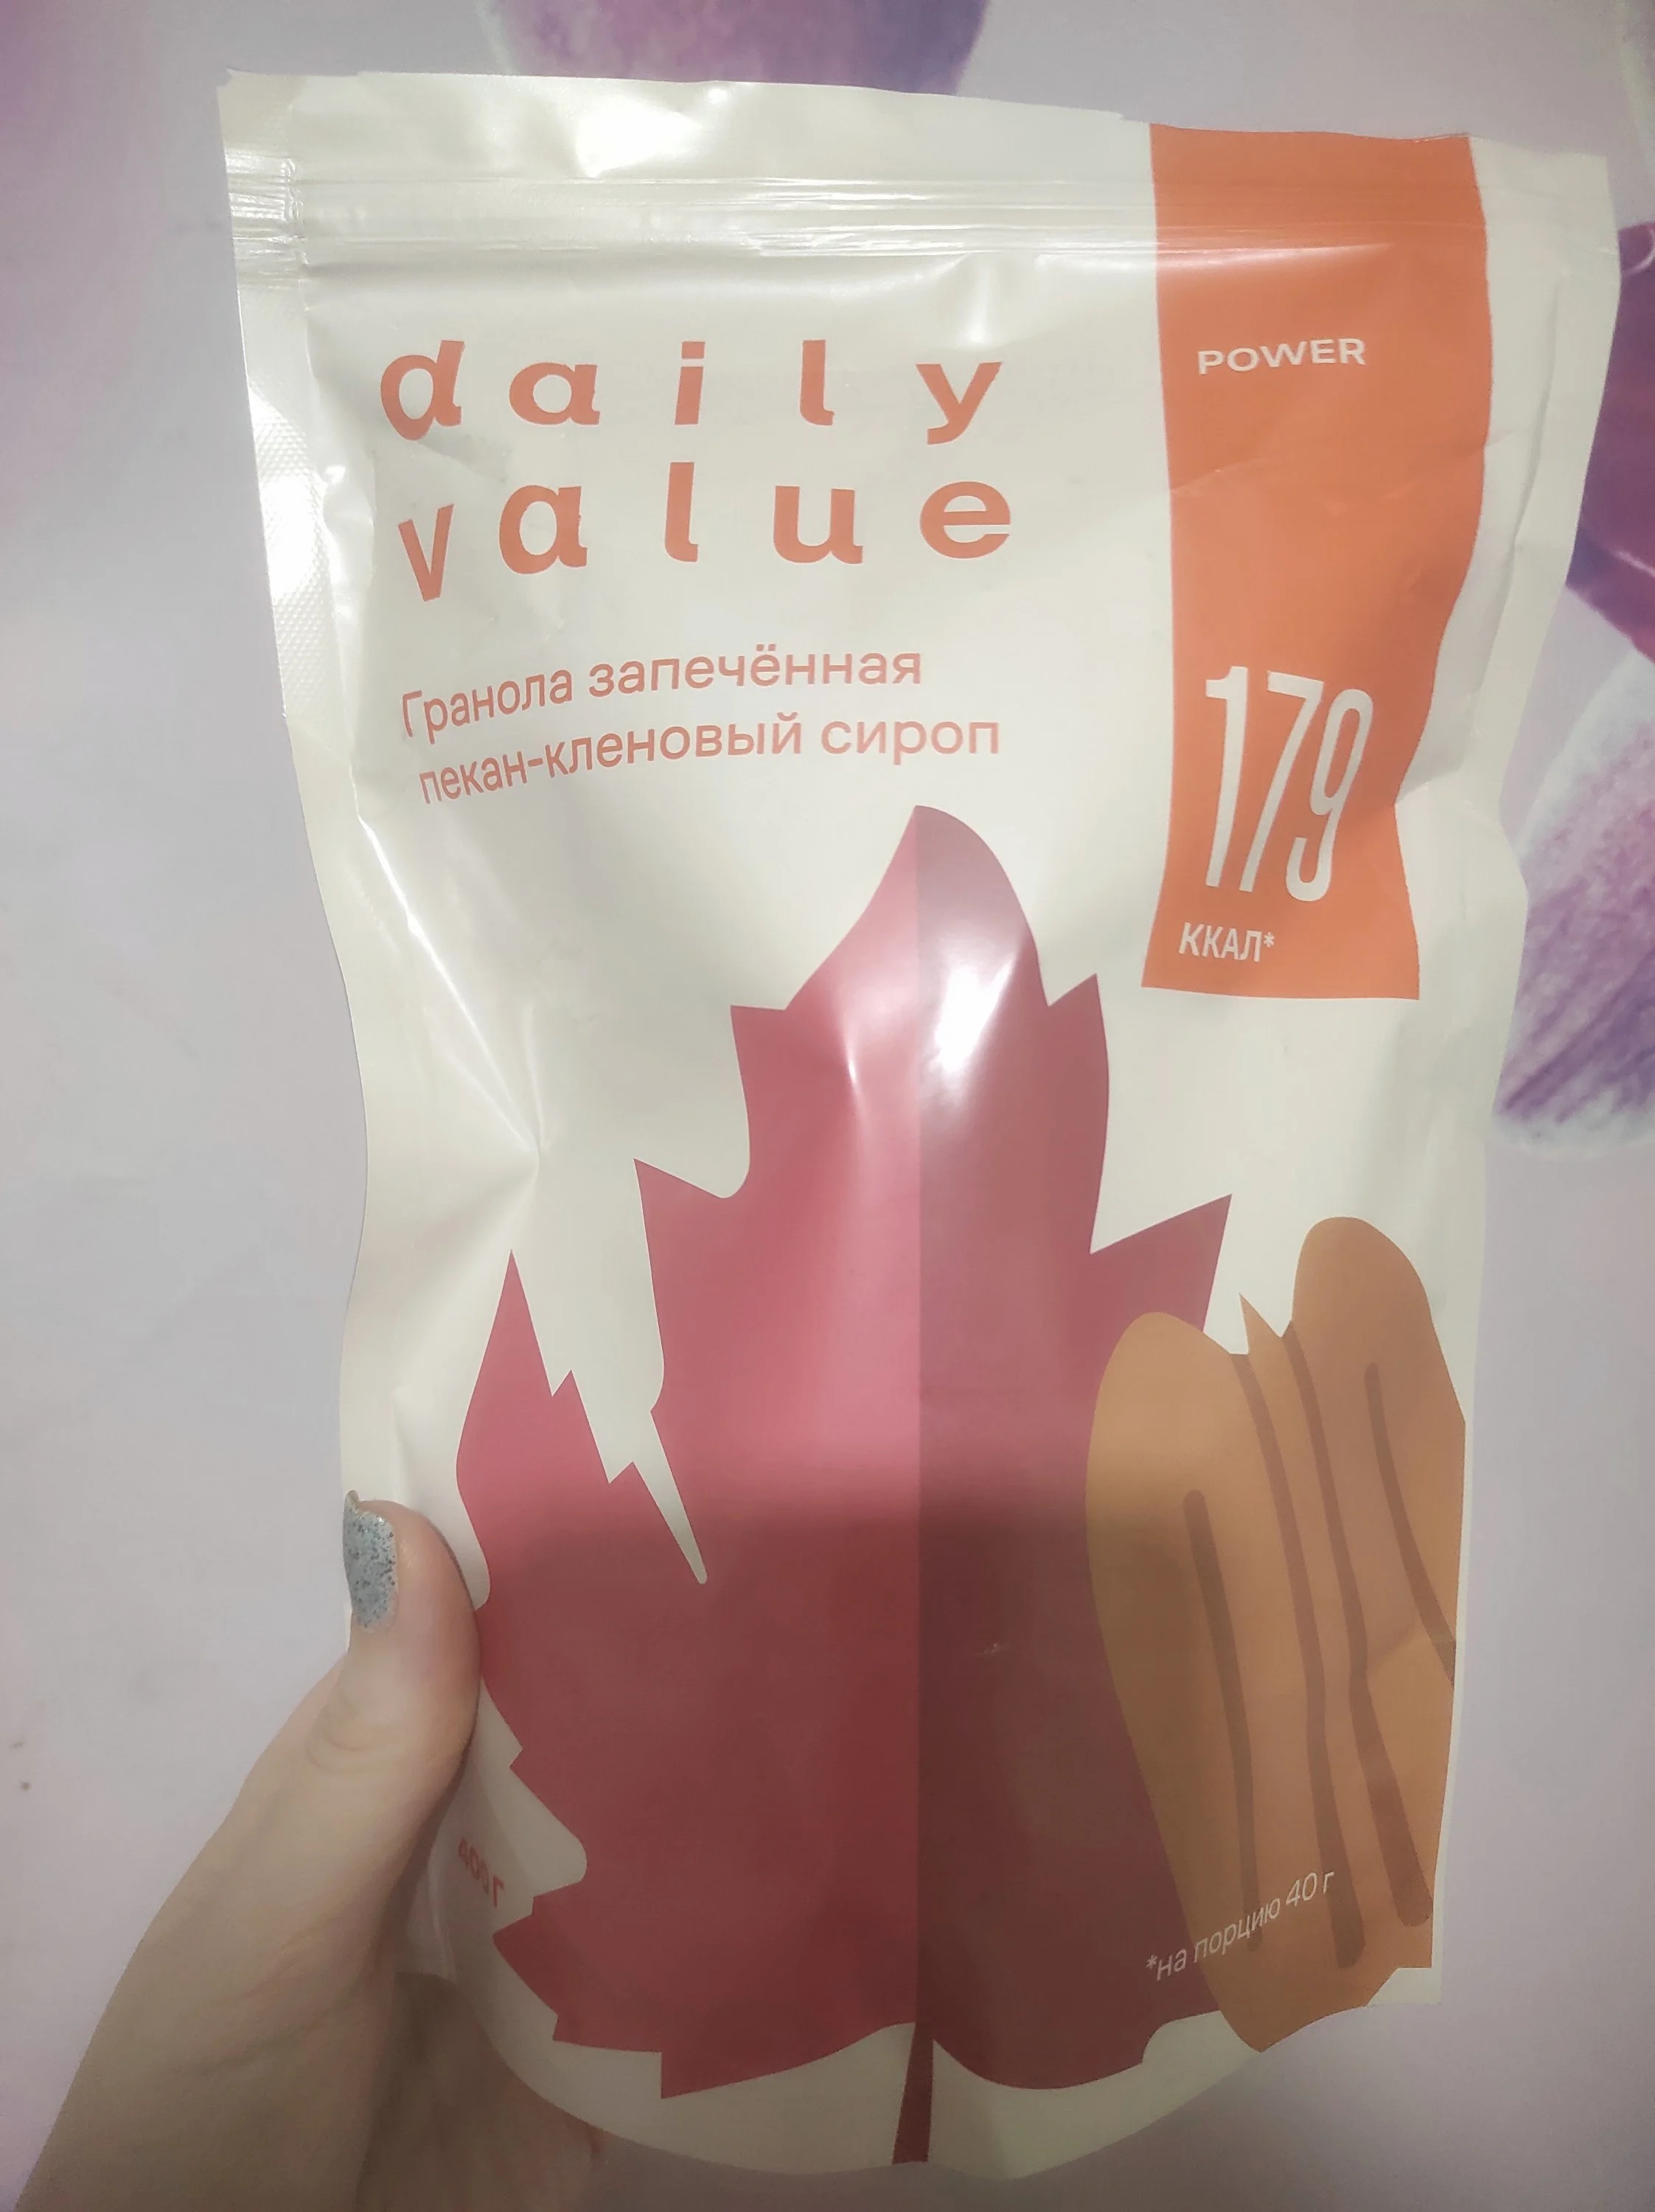 daily
value
POWER
Гранола запечённая
пекан-кленовый сироп
179
ККАЛ*
400 г
*на порцию 40 г